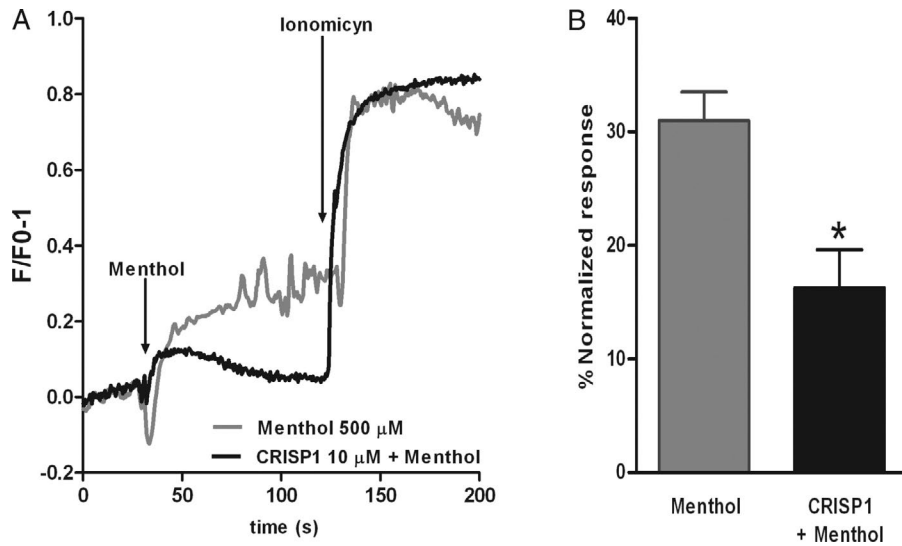 A
1.0
0.8
0.6
0.4
0.2
0.0
-0.2
F/F0-1
Ionomicyn
Menthol
Menthol 500 µM
CRISP1 10 µM + Menthol
0
50
100
150
200
time (s)
B
40
30
20
10
0
% Normalized response
*
Menthol
CRISP1
+ Menthol